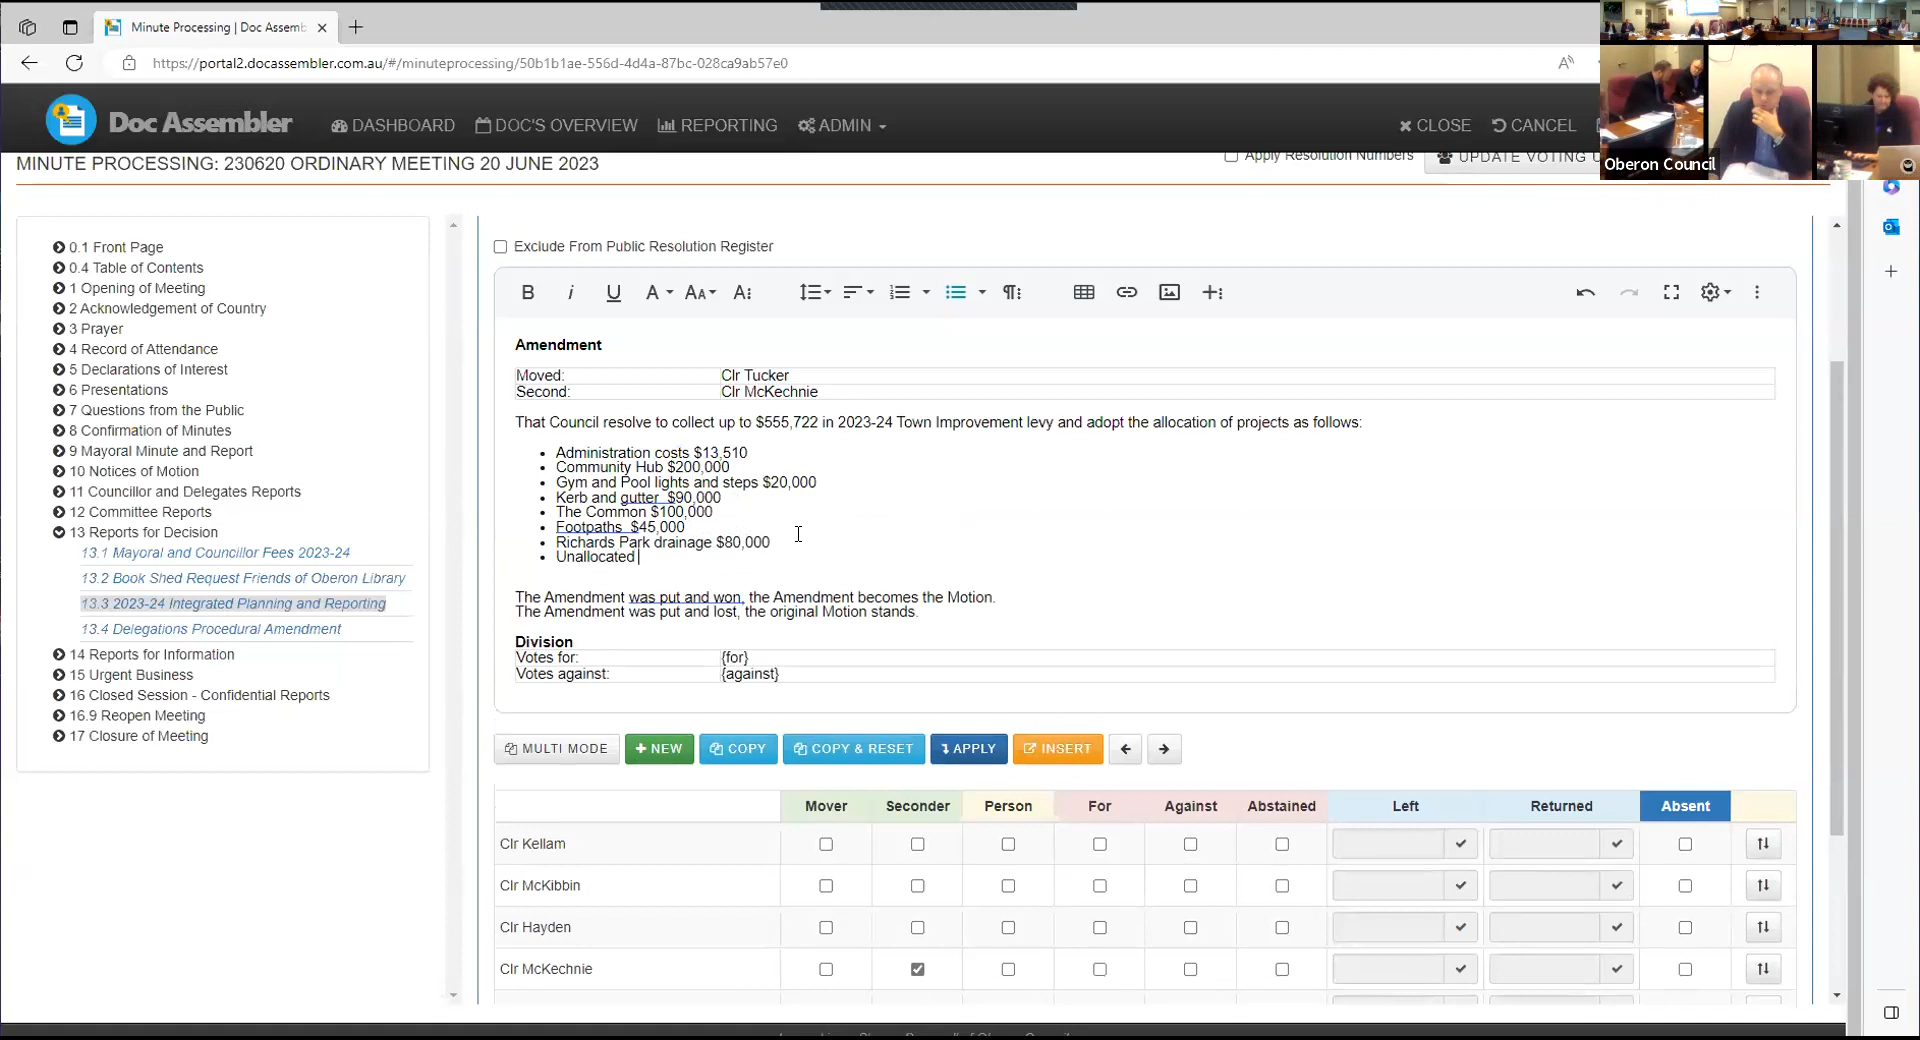 Minute Processing | Doc Assemb
https://portal2.docassembler.com.au/#/minuteprocessing/50b1b1ae-556d-4d4a-87bc-028ca9ab57e0
Doc Assembler
DASHBOARD
DOC'S OVERVIEW
REPORTING
ADMIN
CLOSE
CANCEL
Oberon Council
MINUTE PROCESSING: 230620 ORDINARY MEETING 20 JUNE 2023
Apply Resolution Numbers
UPDATE VOTING
0.1 Front Page
0.4 Table of Contents
1 Opening of Meeting
2 Acknowledgement of Country
3 Prayer
4 Record of Attendance
5 Declarations of Interest
6 Presentations
7 Questions from the Public
8 Confirmation of Minutes
9 Mayoral Minute and Report
10 Notices of Motion
11 Councillor and Delegates Reports
12 Committee Reports
13 Reports for Decision
13.1 Mayoral and Councillor Fees 2023-24
13.2 Book Shed Request Friends of Oberon Library
13.3 2023-24 Integrated Planning and Reporting
13.4 Delegations Procedural Amendment
14 Reports for Information
15 Urgent Business
16 Closed Session - Confidential Reports
16.9 Reopen Meeting
17 Closure of Meeting
Exclude From Public Resolution Register
Amendment
Moved: Clr Tucker
Second: Clr McKechnie
That Council resolve to collect up to $555,722 in 2023-24 Town Improvement levy and adopt the allocation of projects as follows:
• Administration costs $13,510
• Community Hub $200,000
• Gym and Pool lights and steps $20,000
• Kerb and gutter $90,000
• The Common $100,000
• Footpaths $45,000
• Richards Park drainage $80,000
• Unallocated
The Amendment was put and won, the Amendment becomes the Motion.
The Amendment was put and lost, the original Motion stands.
Division
Votes for: {for}
Votes against: {against}
MULTI MODE
NEW
COPY
COPY & RESET
APPLY
INSERT
Mover Seconder Person For Against Abstained Left Returned Absent
Clr Kellam
Clr McKibbin
Clr Hayden
Clr McKechnie